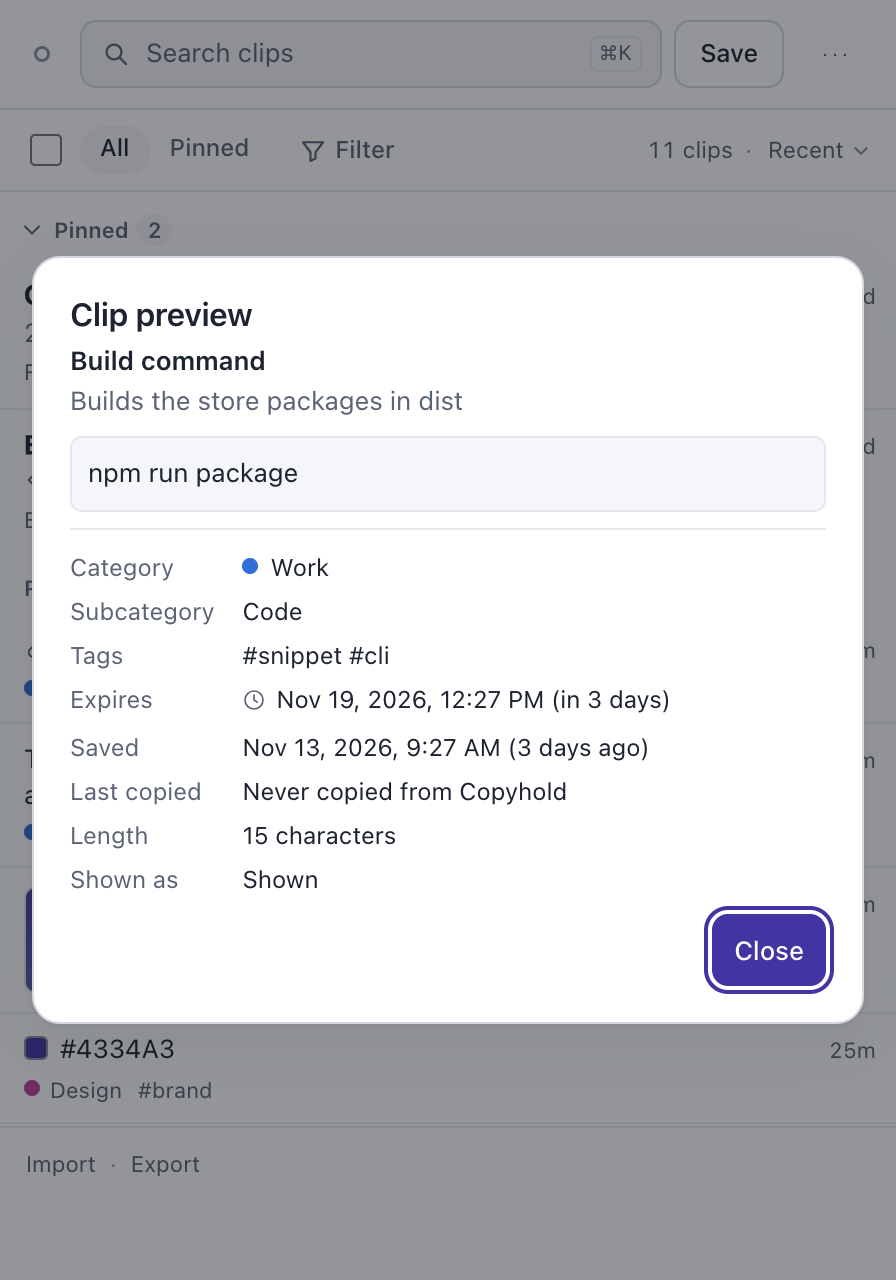 Search clips ⌘K Save ···
All Pinned Filter 11 clips · Recent
Pinned 2
Clip preview
Build command
Builds the store packages in dist
npm run package
Category Work
Subcategory Code
Tags #snippet #cli
Expires Nov 19, 2026, 12:27 PM (in 3 days)
Saved Nov 13, 2026, 9:27 AM (3 days ago)
Last copied Never copied from Copyhold
Length 15 characters
Shown as Shown
Close
#4334A3 25m
Design #brand
Import · Export